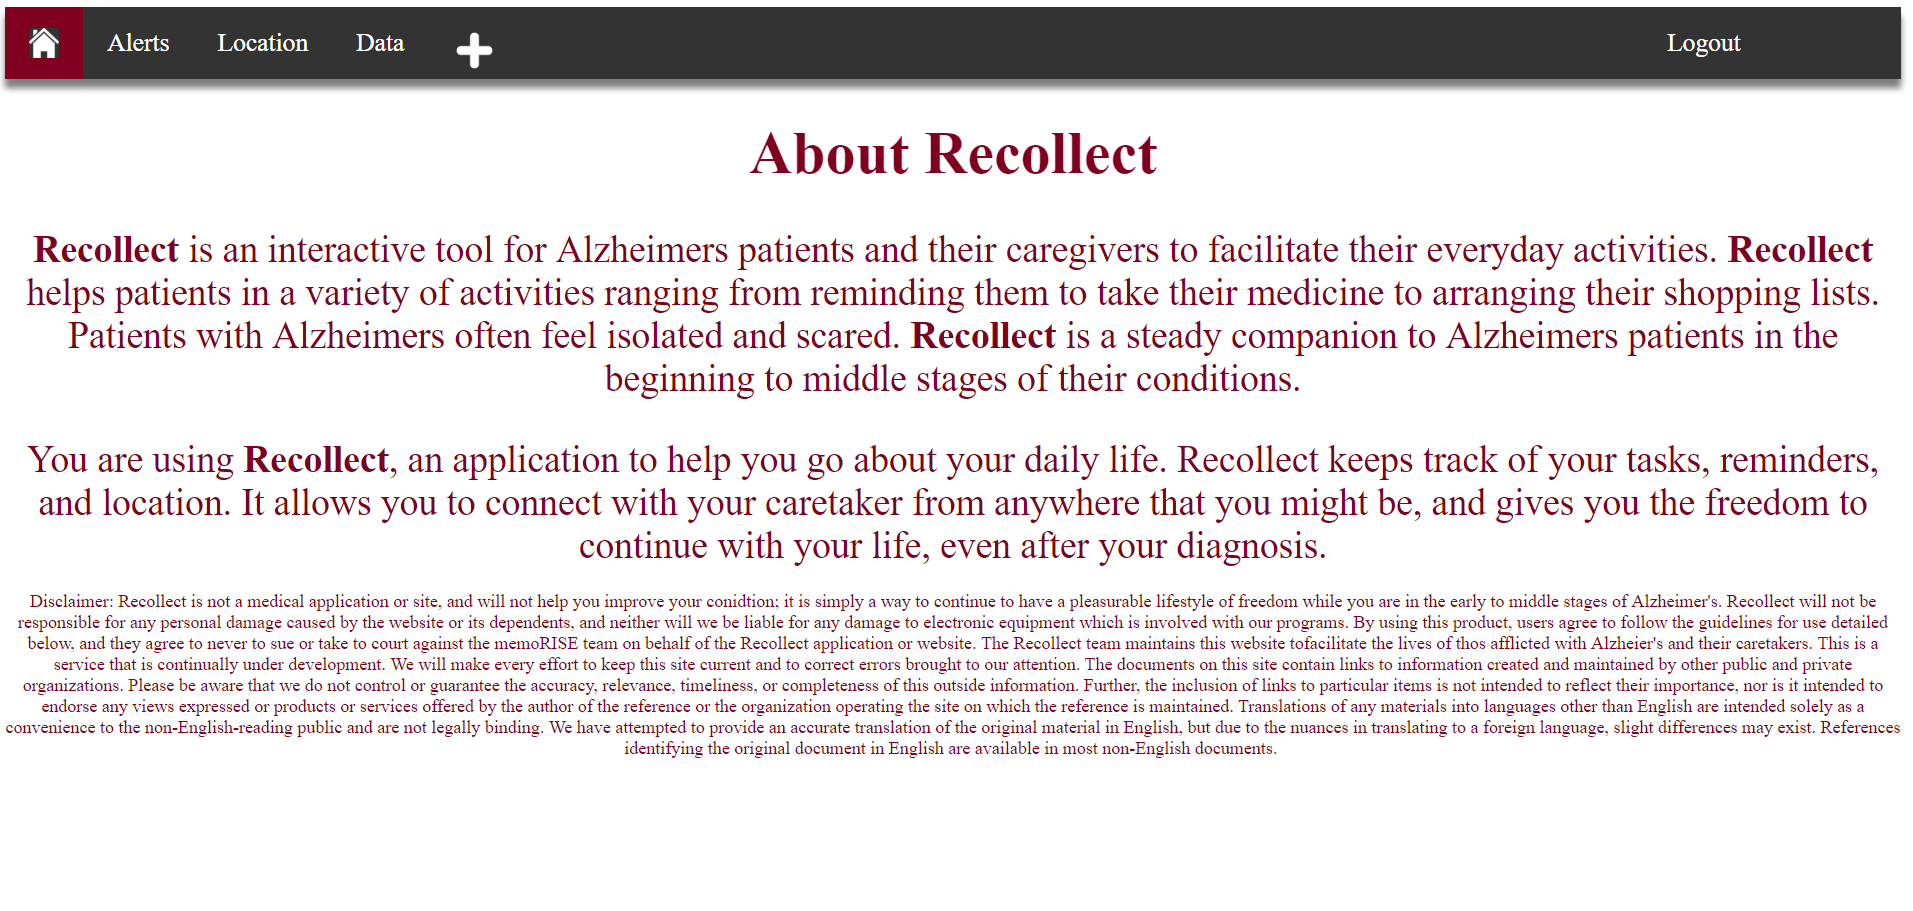 Alerts Location Data Logout
About Recollect
Recollect is an interactive tool for Alzheimers patients and their caregivers to facilitate their everyday activities. Recollect
helps patients in a variety of activities ranging from reminding them to take their medicine to arranging their shopping lists.
Patients with Alzheimers often feel isolated and scared. Recollect is a steady companion to Alzheimers patients in the
beginning to middle stages of their conditions.
You are using Recollect, an application to help you go about your daily life. Recollect keeps track of your tasks, reminders,
and location. It allows you to connect with your caretaker from anywhere that you might be, and gives you the freedom to
continue with your life, even after your diagnosis.
Disclaimer: Recollect is not a medical application or site, and will not help you improve your conidtion; it is simply a way to continue to have a pleasurable lifestyle of freedom while you are in the early to middle stages of Alzheimer's. Recollect will not be
responsible for any personal damage caused by the website or its dependents, and neither will we be liable for any damage to electronic equipment which is involved with our programs. By using this product, users agree to follow the guidelines for use detailed
below, and they agree to never to sue or take to court against the memoRISE team on behalf of the Recollect application or website. The Recollect team maintains this website tofacilitate the lives of thos afflicted with Alzheier's and their caretakers. This is a
service that is continually under development. We will make every effort to keep this site current and to correct errors brought to our attention. The documents on this site contain links to information created and maintained by other public and private
organizations. Please be aware that we do not control or guarantee the accuracy, relevance, timeliness, or completeness of this outside information. Further, the inclusion of links to particular items is not intended to reflect their importance, nor is it intended to
endorse any views expressed or products or services offered by the author of the reference or the organization operating the site on which the reference is maintained. Translations of any materials into languages other than English are intended solely as a
convenience to the non-English-reading public and are not legally binding. We have attempted to provide an accurate translation of the original material in English, but due to the nuances in translating to a foreign language, slight differences may exist. References
identifying the original document in English are available in most non-English documents.